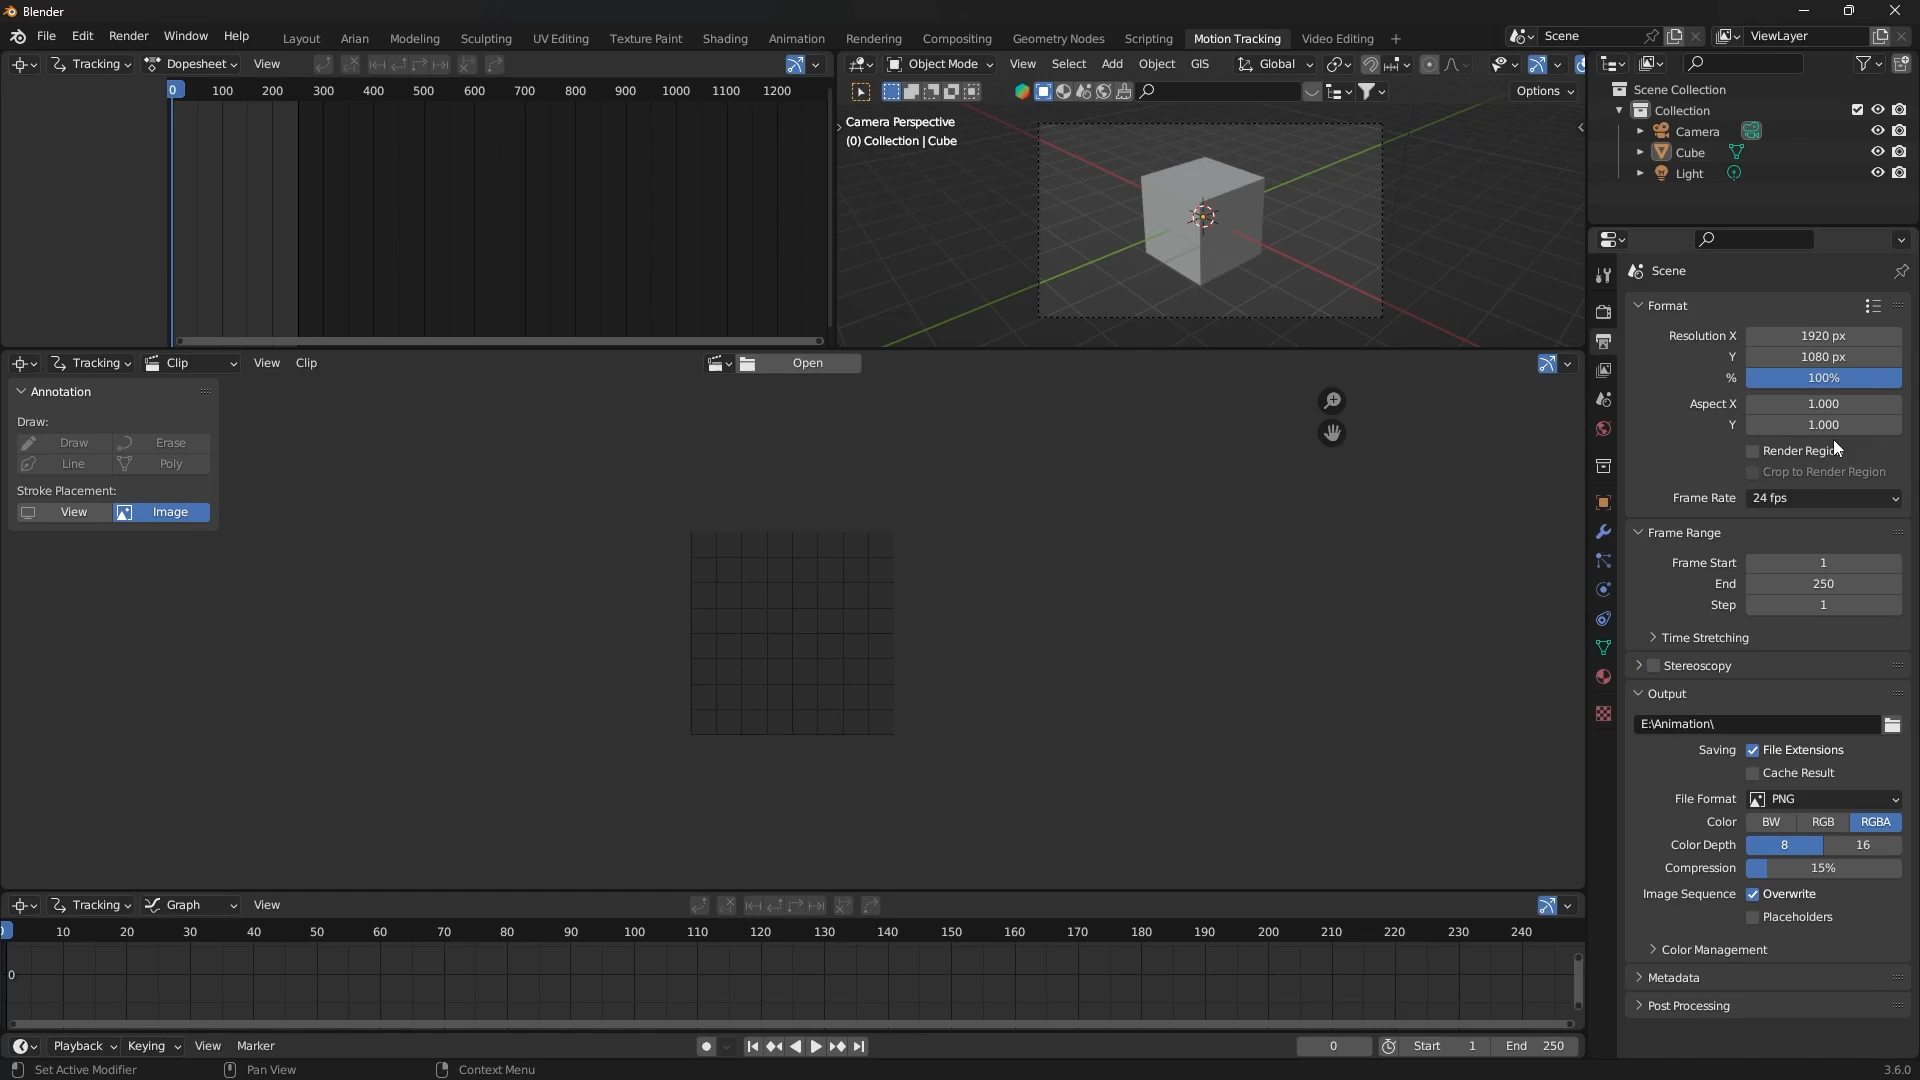 Blender
File Edit Render Window Help Layout Arian Modeling Sculpting UV Editing Texture Paint Shading Animation Rendering Compositing Geometry Nodes Scripting Motion Tracking Video Editing + Scene ViewLayer
Tracking Dopesheet View
0 100 200 300 400 500 600 700 800 900 1000 1100 1200
Object Mode View Select Add Object GIS Global
Options
Camera Perspective
(0) Collection | Cube
Scene Collection
Collection
Camera
Cube
Light
Tracking Clip View Clip Open
Annotation
Draw:
Draw Erase
Line Poly
Stroke Placement:
View Image
Scene
Format
Resolution X 1920 px
Y 1080 px
% 100%
Aspect X 1.000
Y 1.000
Render Regi
Crop to Render Region
Frame Rate 24 fps
Frame Range
Frame Start 1
End 250
Step 1
Time Stretching
Stereoscopy
Output
E:\Animation\
Saving File Extensions
Cache Result
File Format PNG
Color BW RGB RGBA
Color Depth 8 16
Compression 15%
Image Sequence Overwrite
Placeholders
Color Management
Metadata
Post Processing
Tracking Graph View
10 20 30 40 50 60 70 80 90 100 110 120 130 140 150 160 170 180 190 200 210 220 230 240
0
Playback Keying View Marker 0 Start 1 End 250
Set Active Modifier Pan View Context Menu 3.6.0